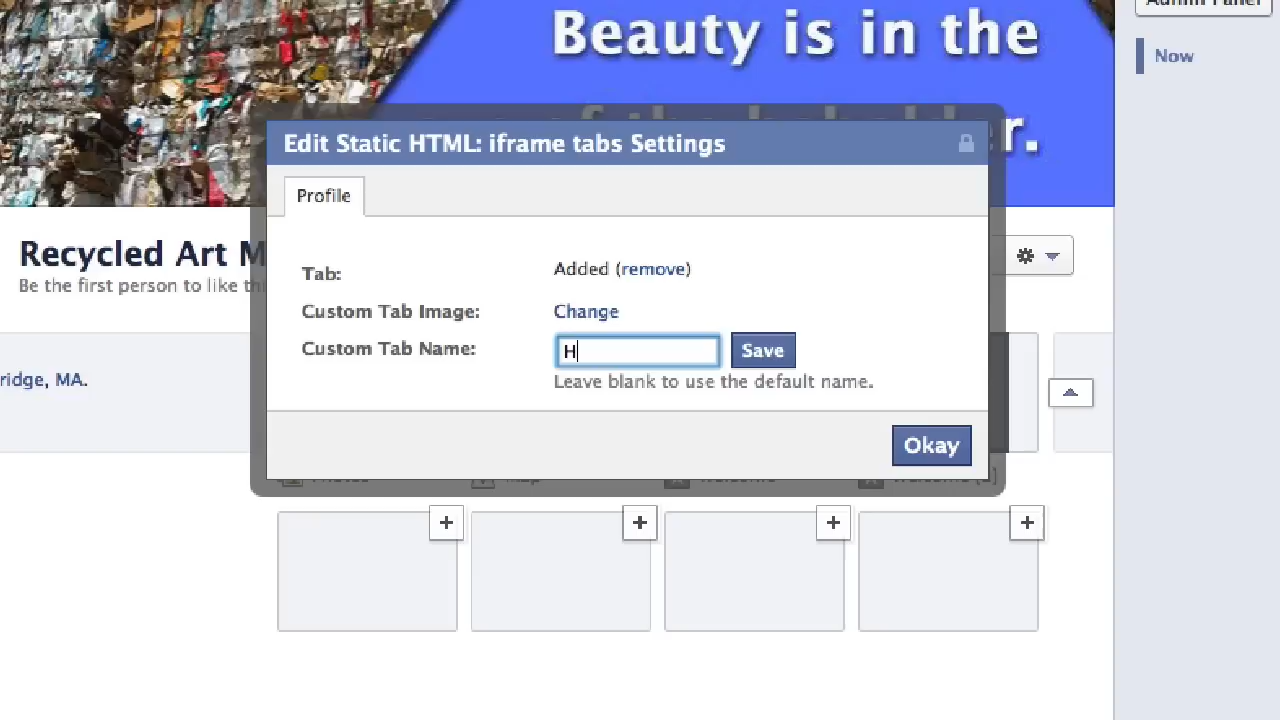 Admin Panel
Beauty is in the
r.
Now
Edit Static HTML: iframe tabs Settings
Profile
Recycled Art M
Be the first person to like th
Tab:
Added (remove)
Custom Tab Image:
Change
Custom Tab Name:
H
Save
Leave blank to use the default name.
ridge, MA.
Okay
+
+
+
+